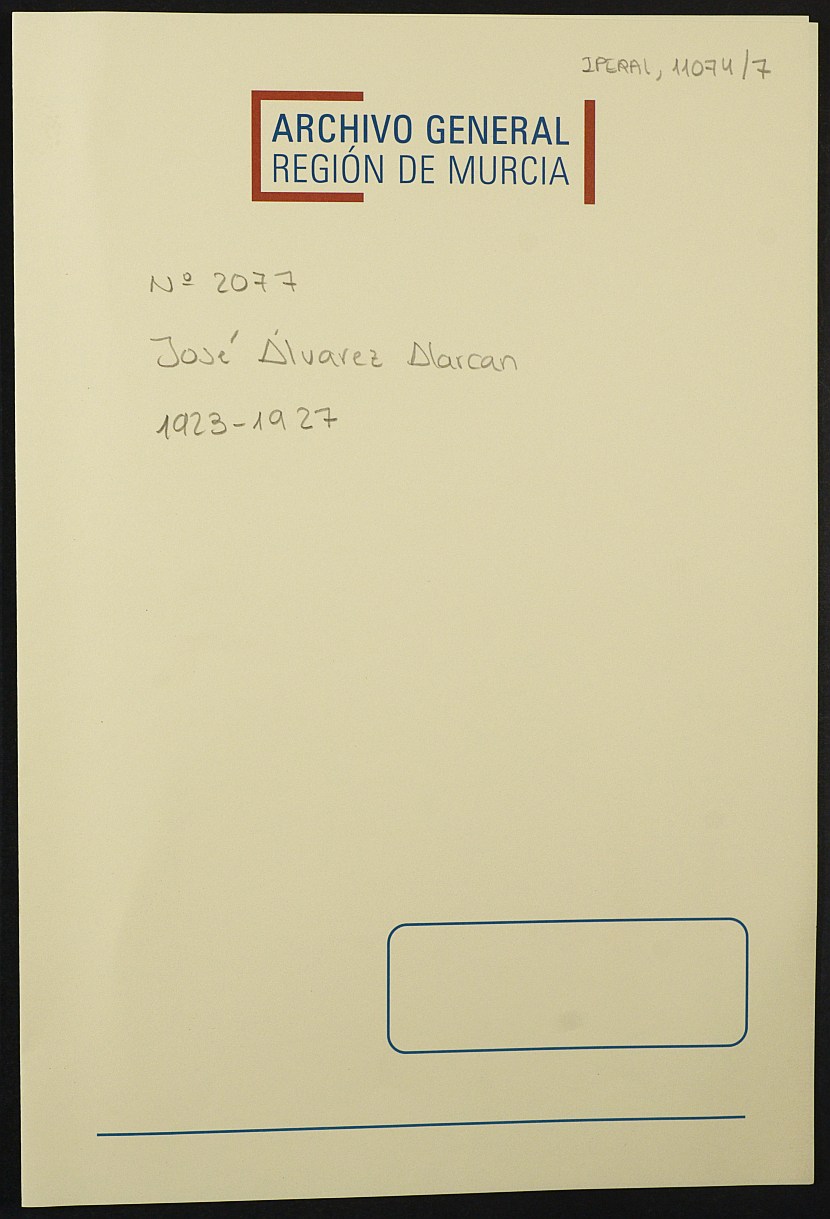 IPERAL, 11074/7
ARCHIVO GENERAL
REGIÓN DE MURCIA
Nº 2077
José Álvarez Alarcan
1923-1927